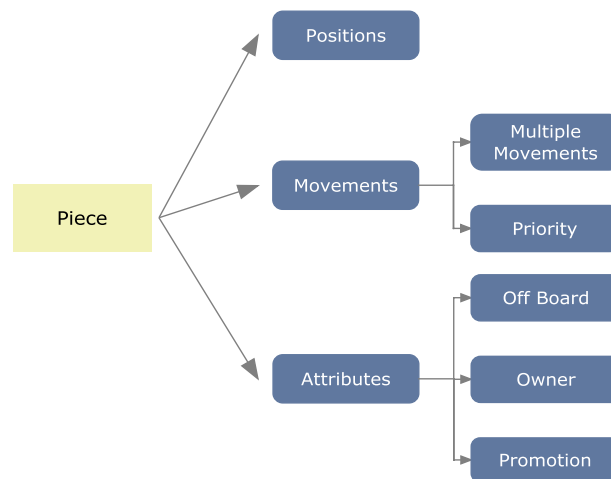 Positions
Multiple
Movements
Movements
Priority
Piece
Off Board
Attributes
Owner
Promotion